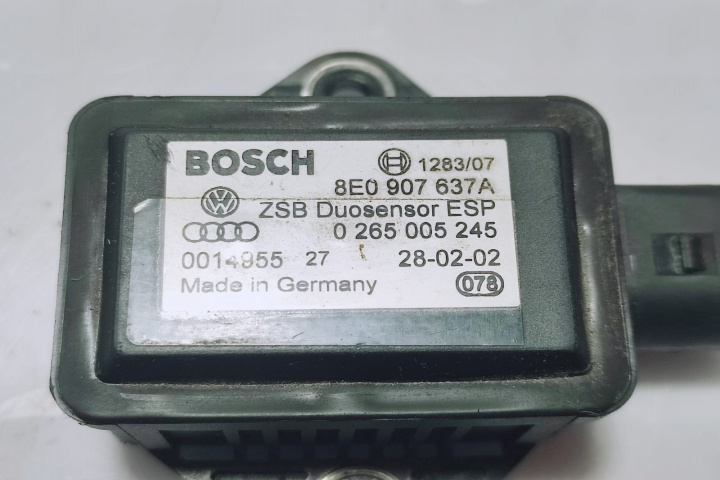 BOSCH 1283/07
8E0 907 637A
ZSB Duosensor ESP
0 265 005 245
0014955 27 28-02-02
Made in Germany 078